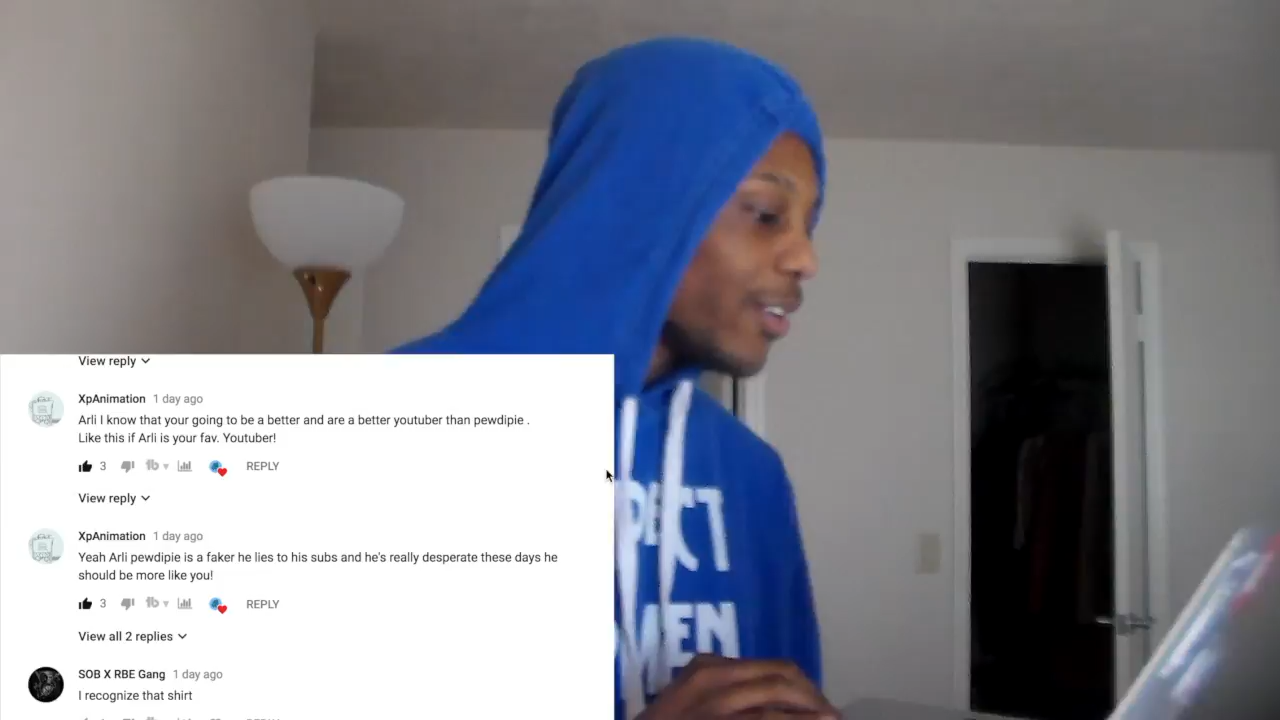 View reply
XpAnimation 1 day ago
Arli I know that your going to be a better and are a better youtuber than pewdipie .
Like this if Arli is your fav. Youtuber!
3 REPLY
View reply
XpAnimation 1 day ago
Yeah Arli pewdipie is a faker he lies to his subs and he's really desperate these days he
should be more like you!
3 REPLY
View all 2 replies
SOB X RBE Gang 1 day ago
I recognize that shirt